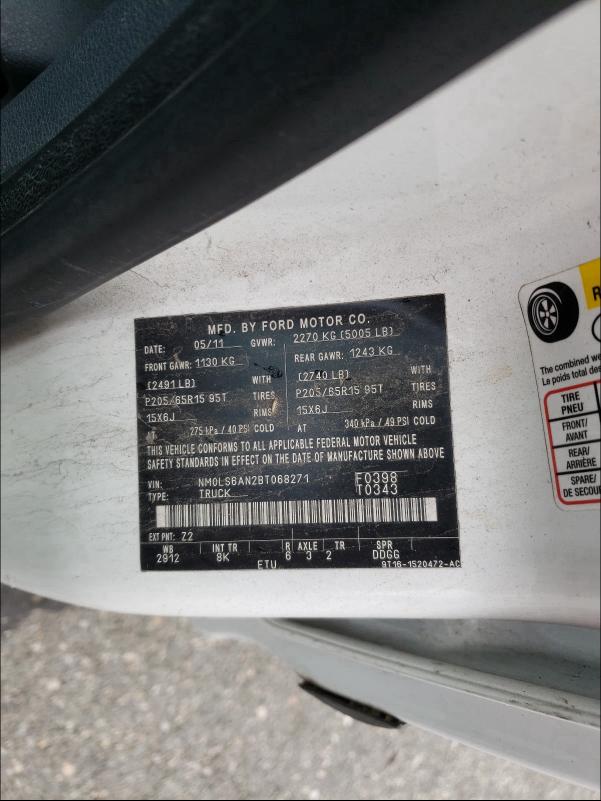 MFD. BY FORD MOTOR CO.
DATE: 05/11 GVWR: 2270 KG (5005 LB)
FRONT GAWR: 1130 KG REAR GAWR: 1243 KG
(2491 LB) WITH (2740 LB) WITH
P205/65R15 95T TIRES P205/65R15 95T TIRES
15X6J RIMS 15X6J RIMS
AT 275 kPa / 40 PSI COLD AT 340 kPa / 49 PSI COLD
THIS VEHICLE CONFORMS TO ALL APPLICABLE FEDERAL MOTOR VEHICLE
SAFETY STANDARDS IN EFFECT ON THE DATE OF MANUFACTURE SHOWN ABOVE
VIN: NM0LS6AN2BT068271 F0398
TYPE: TRUCK T0343
EXT PNT: Z2
WB INT TR R AXLE TR SPR
2912 8K 6 3 2 DDGG
ETU 9T16-1520472-AC
The combined we
Le poids total des
TIRE
PNEU
FRONT/
AVANT
REAR/
ARRIÈRE
SPARE/
DE SECOU